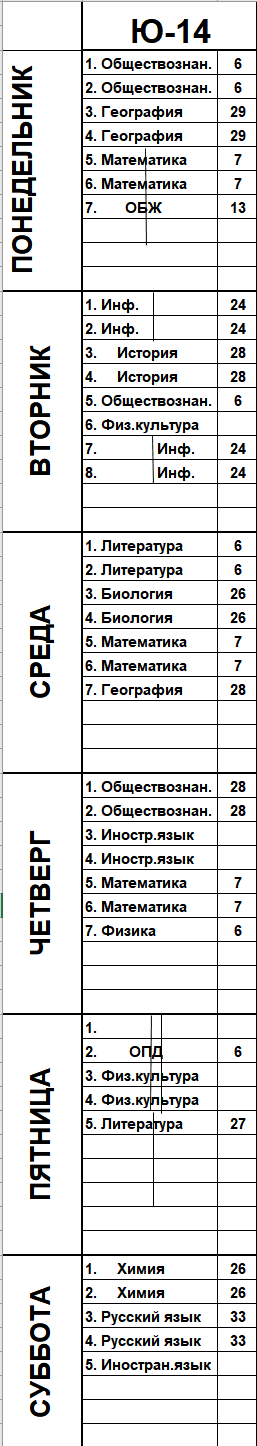 Ю-14
ПОНЕДЕЛЬНИК
1. Обществознан. 6
2. Обществознан. 6
3. География 29
4. География 29
5. Математика 7
6. Математика 7
7. ОБЖ 13
ВТОРНИК
1. Инф. 24
2. Инф. 24
3. История 28
4. История 28
5. Обществознан. 6
6. Физ.культура
7. Инф. 24
8. Инф. 24
СРЕДА
1. Литература 6
2. Литература 6
3. Биология 26
4. Биология 26
5. Математика 7
6. Математика 7
7. География 28
ЧЕТВЕРГ
1. Обществознан. 28
2. Обществознан. 28
3. Иностр.язык
4. Иностр.язык
5. Математика 7
6. Математика 7
7. Физика 6
ПЯТНИЦА
1.
2. ОПД 6
3. Физ.культура
4. Физ.культура
5. Литература 27
СУББОТА
1. Химия 26
2. Химия 26
3. Русский язык 33
4. Русский язык 33
5. Иностран.язык